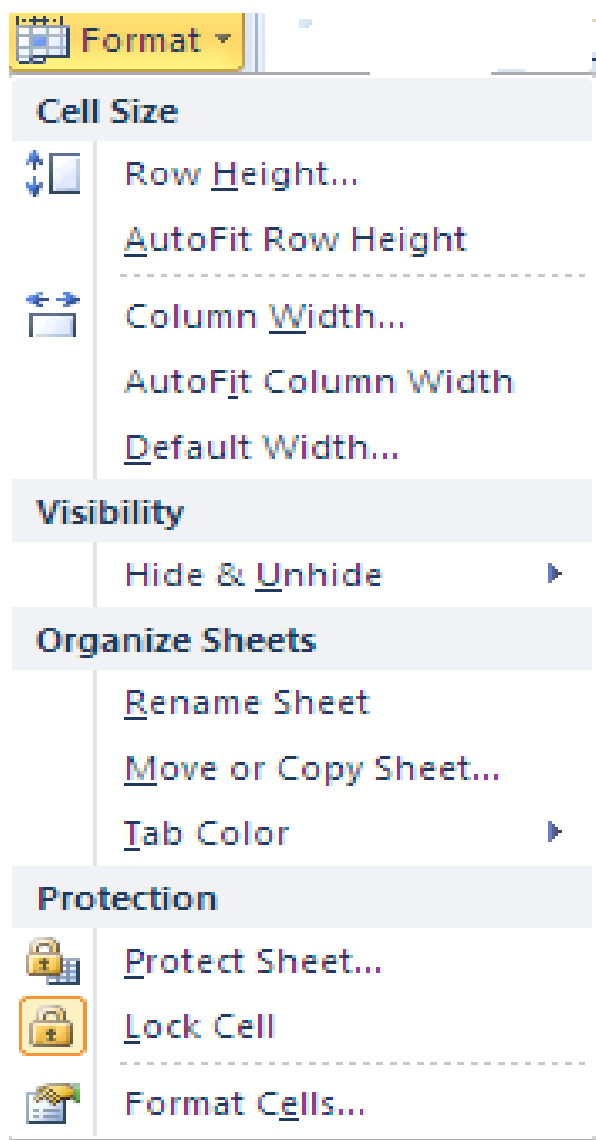 Format
Cell Size
Row Height...
AutoFit Row Height
Column Width...
AutoFit Column Width
Default Width...
Visibility
Hide & Unhide
Organize Sheets
Rename Sheet
Move or Copy Sheet...
Tab Color
Protection
Protect Sheet...
Lock Cell
Format Cells...